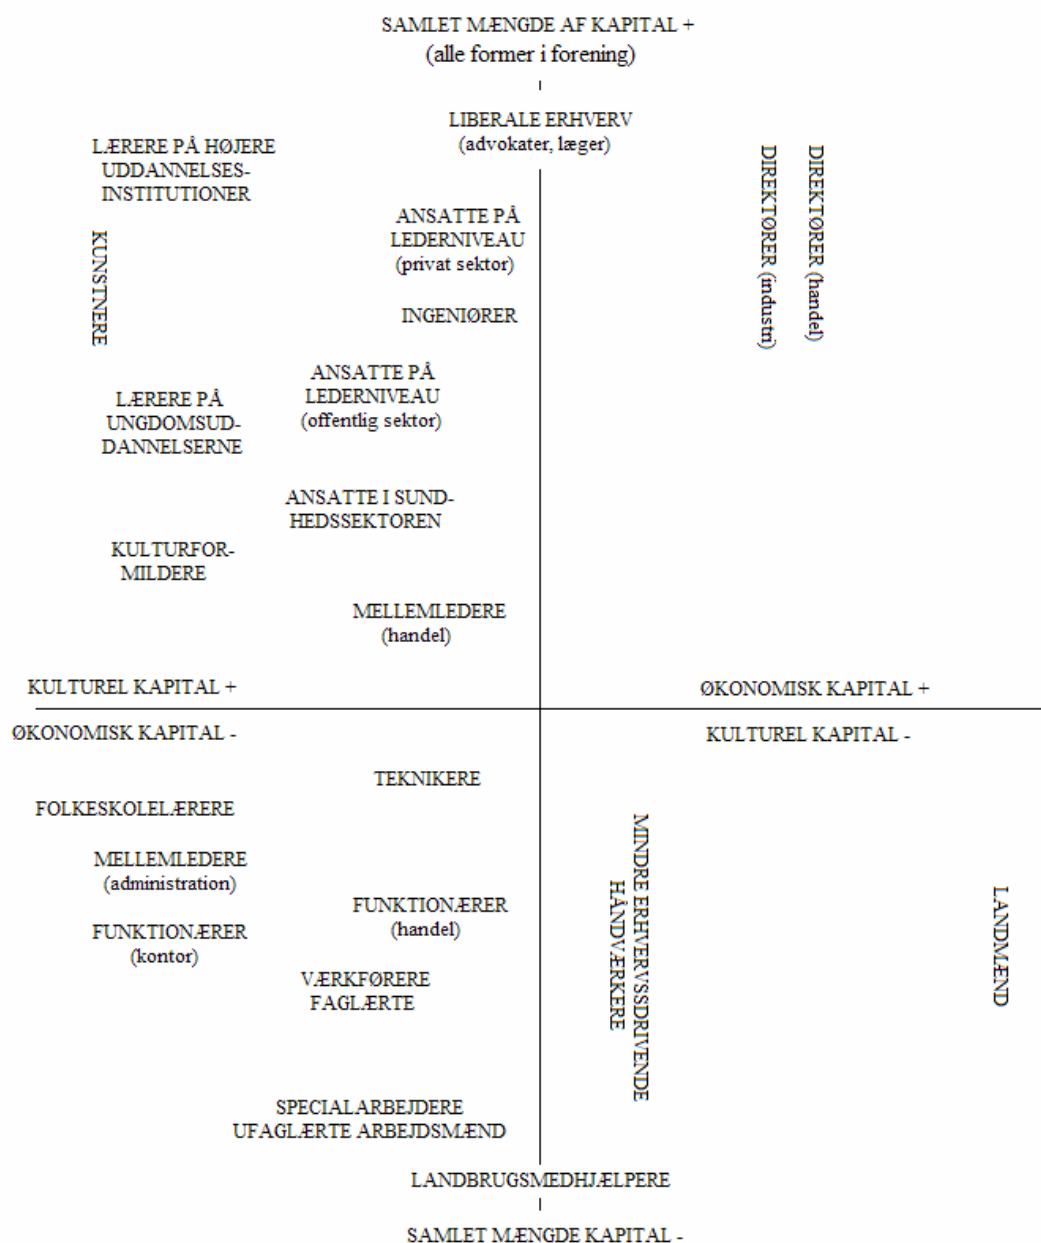 SAMLET MÆNGDE AF KAPITAL +
(alle former i forening)
LIBERALE ERHVERV
(advokater, læger)
LÆRERE PÅ HØJERE
UDDANNELSES-
INSTITUTIONER
DIREKTØRER (industri)
DIREKTØRER (handel)
KUNSTNERE
ANSATTE PÅ
LEDERNIVEAU
(privat sektor)
INGENIØRER
ANSATTE PÅ
LEDERNIVEAU
(offentlig sektor)
LÆRERE PÅ
UNGDOMSUD-
DANNELSERNE
ANSATTE I SUND-
HEDSSEKTOREN
KULTURFOR-
MILDERE
MELLEMLEDERE
(handel)
KULTUREL KAPITAL +
ØKONOMISK KAPITAL +
ØKONOMISK KAPITAL -
KULTUREL KAPITAL -
TEKNIKERE
FOLKESKOLELÆRERE
MELLEMLEDERE
(administration)
FUNKTIONÆRER
(handel)
FUNKTIONÆRER
(kontor)
MINDRE ERHVERVSSDRIVENDE
HÅNDVÆRKERE
LANDMÆND
VÆRKFØRERE
FAGLÆRTE
SPECIALARBEJDERE
UFAGLÆRTE ARBEJDSMÆND
LANDBRUGSMEDHJÆLPERE
SAMLET MÆNGDE KAPITAL -